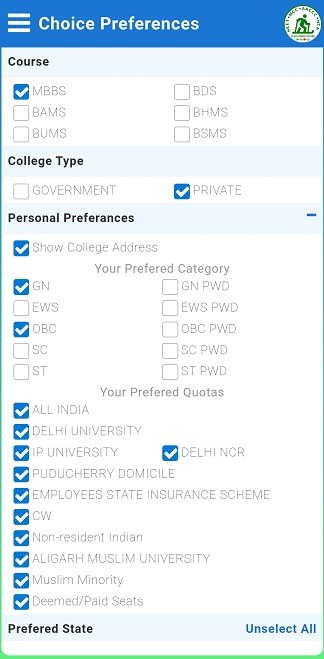 Choice Preferences
Course
MBBS BDS
BAMS BHMS
BUMS BSMS
College Type
GOVERNMENT PRIVATE
Personal Preferances
Show College Address
Your Prefered Category
GN GN PWD
EWS EWS PWD
OBC OBC PWD
SC SC PWD
ST ST PWD
Your Prefered Quotas
ALL INDIA
DELHI UNIVERSITY
IP UNIVERSITY DELHI NCR
PUDUCHERRY DOMICILE
EMPLOYEES STATE INSURANCE SCHEME
CW
Non-resident Indian
ALIGARH MUSLIM UNIVERSITY
Muslim Minority
Deemed/Paid Seats
Prefered State Unselect All